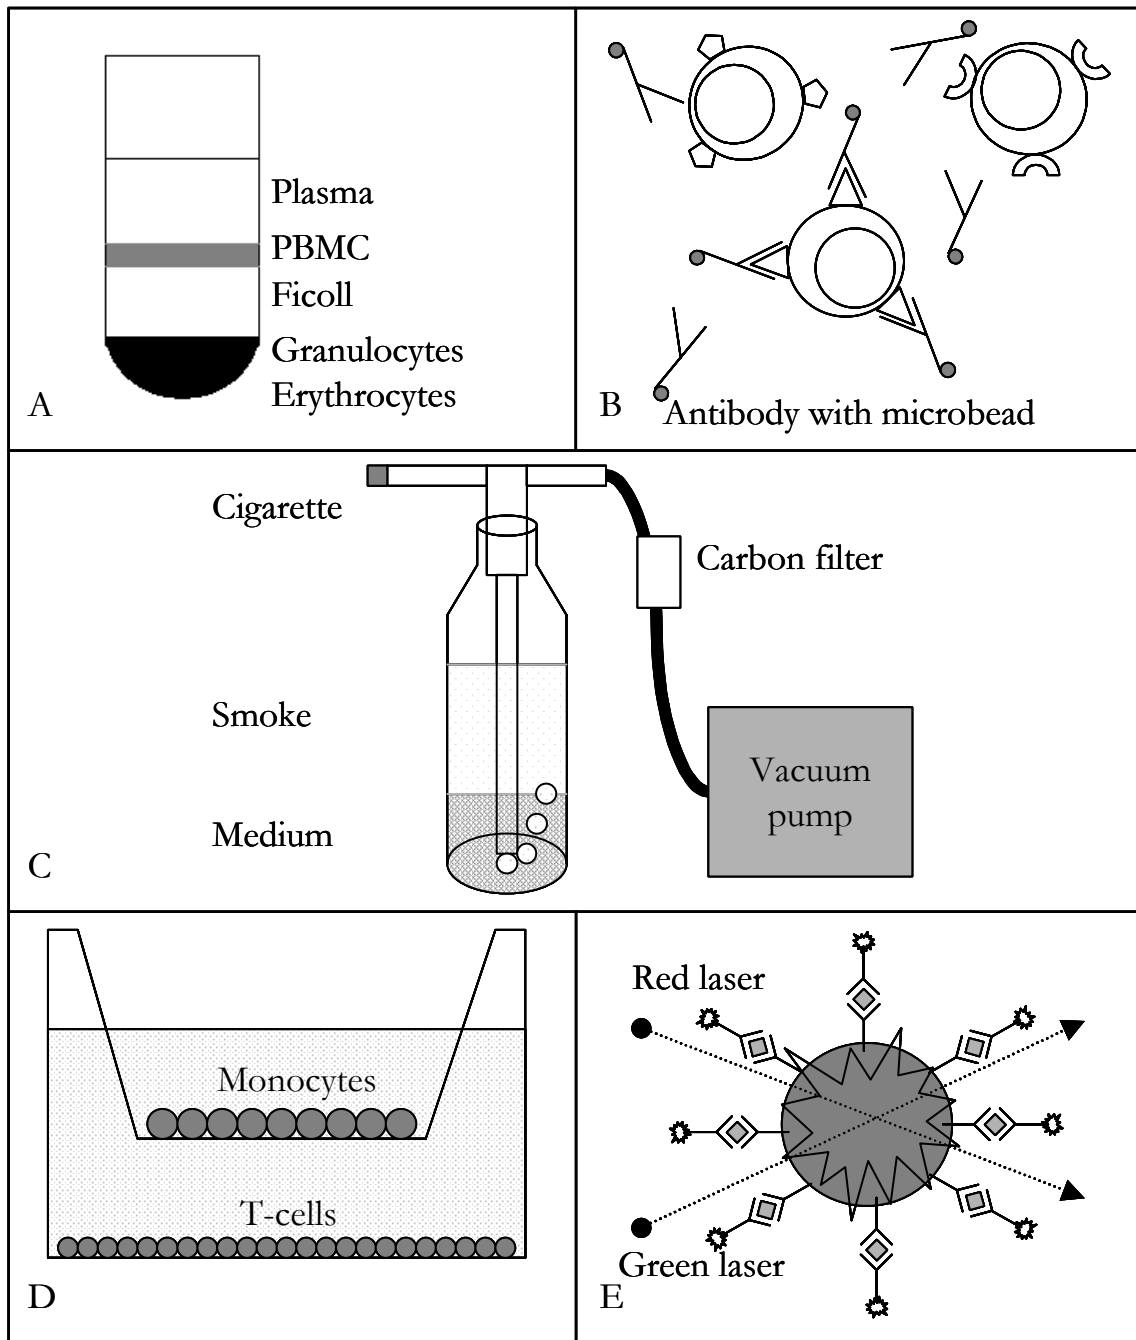 Plasma
PBMC
Ficoll
Granulocytes
Erythrocytes
A
B
Antibody with microbead
Cigarette
Carbon filter
Smoke
Vacuum
pump
Medium
C
Monocytes
T-cells
D
Red laser
Green laser
E